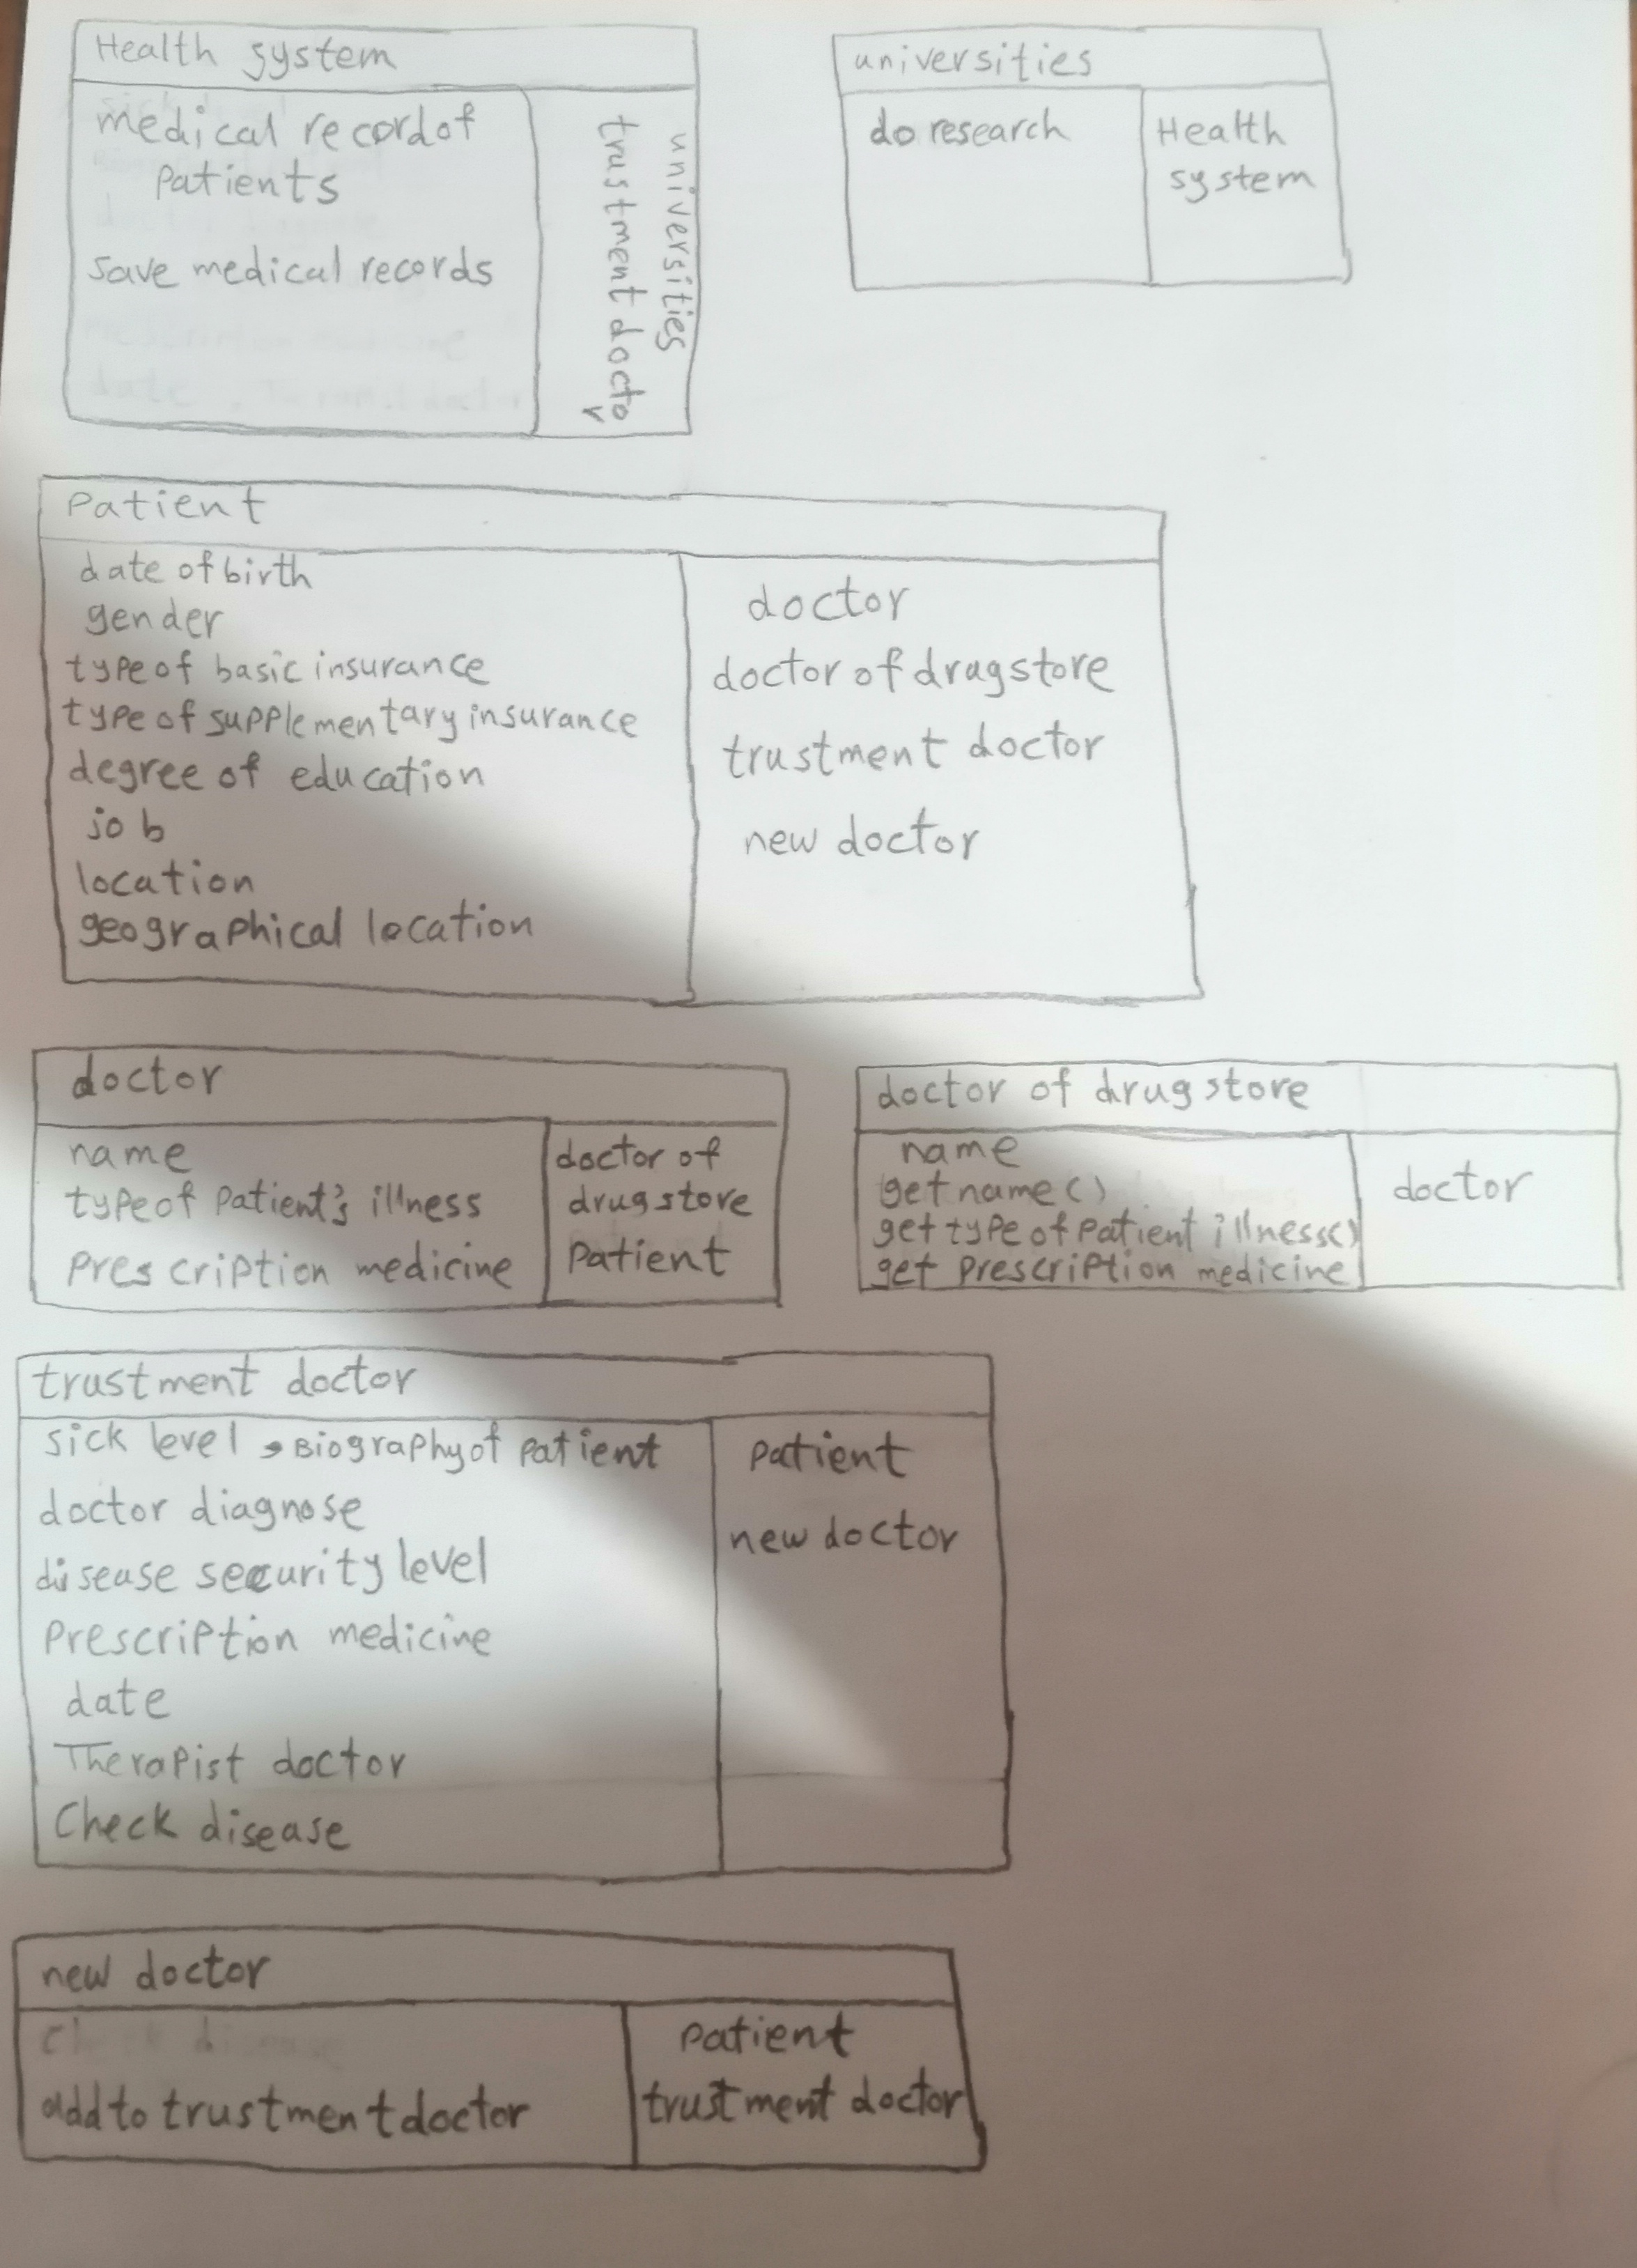 Health system
medical record of
patients
save medical records
universities
trustment doctor
universities
do research
Health
system
Patient
date of birth
gender
type of basic insurance
type of supplementary insurance
degree of education
job
location
geographical location
doctor
doctor of drugstore
trustment doctor
new doctor
doctor
name
type of patient's illness
prescription medicine
doctor of
drugstore
patient
doctor of drugstore
name
get name()
get type of patient illness()
get prescription medicine
doctor
trustment doctor
sick level, Biography of patient
doctor diagnose
disease security level
prescription medicine
date
Therapist doctor
Check disease
patient
new doctor
new doctor
add to trustment doctor
patient
trustment doctor